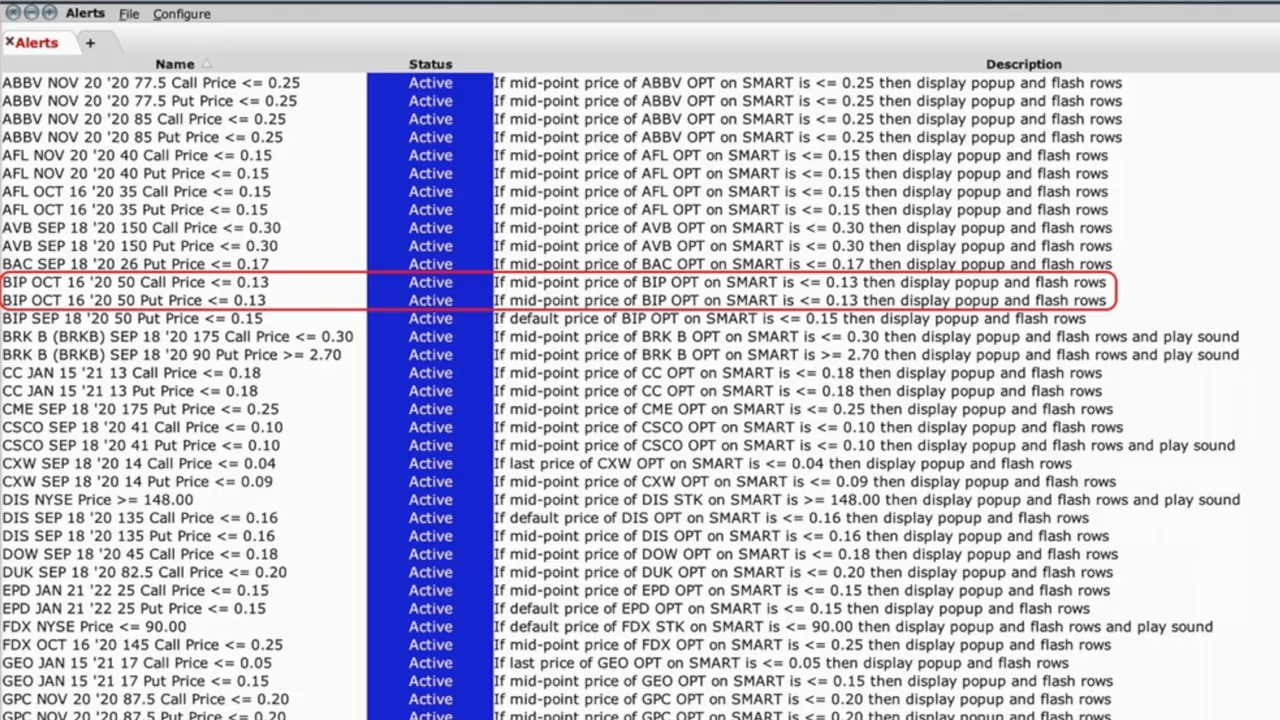 Alerts File Configure
×Alerts +
Name Status Description
ABBV NOV 20 '20 77.5 Call Price <= 0.25 Active If mid-point price of ABBV OPT on SMART is <= 0.25 then display popup and flash rows
ABBV NOV 20 '20 77.5 Put Price <= 0.25 Active If mid-point price of ABBV OPT on SMART is <= 0.25 then display popup and flash rows
ABBV NOV 20 '20 85 Call Price <= 0.25 Active If mid-point price of ABBV OPT on SMART is <= 0.25 then display popup and flash rows
ABBV NOV 20 '20 85 Put Price <= 0.25 Active If mid-point price of ABBV OPT on SMART is <= 0.25 then display popup and flash rows
AFL NOV 20 '20 40 Call Price <= 0.15 Active If mid-point price of AFL OPT on SMART is <= 0.15 then display popup and flash rows
AFL NOV 20 '20 40 Put Price <= 0.15 Active If mid-point price of AFL OPT on SMART is <= 0.15 then display popup and flash rows
AFL OCT 16 '20 35 Call Price <= 0.15 Active If mid-point price of AFL OPT on SMART is <= 0.15 then display popup and flash rows
AFL OCT 16 '20 35 Put Price <= 0.15 Active If mid-point price of AFL OPT on SMART is <= 0.15 then display popup and flash rows
AVB SEP 18 '20 150 Call Price <= 0.30 Active If mid-point price of AVB OPT on SMART is <= 0.30 then display popup and flash rows
AVB SEP 18 '20 150 Put Price <= 0.30 Active If mid-point price of AVB OPT on SMART is <= 0.30 then display popup and flash rows
BAC SEP 18 '20 26 Put Price <= 0.17 Active If mid-point price of BAC OPT on SMART is <= 0.17 then display popup and flash rows
BIP OCT 16 '20 50 Call Price <= 0.13 Active If mid-point price of BIP OPT on SMART is <= 0.13 then display popup and flash rows
BIP OCT 16 '20 50 Put Price <= 0.13 Active If mid-point price of BIP OPT on SMART is <= 0.13 then display popup and flash rows
BIP SEP 18 '20 50 Put Price <= 0.15 Active If default price of BIP OPT on SMART is <= 0.15 then display popup and flash rows
BRK B (BRKB) SEP 18 '20 175 Call Price <= 0.30 Active If mid-point price of BRK B OPT on SMART is <= 0.30 then display popup and flash rows and play sound
BRK B (BRKB) SEP 18 '20 90 Put Price >= 2.70 Active If mid-point price of BRK B OPT on SMART is >= 2.70 then display popup and flash rows and play sound
CC JAN 15 '21 13 Call Price <= 0.18 Active If mid-point price of CC OPT on SMART is <= 0.18 then display popup and flash rows
CC JAN 15 '21 13 Put Price <= 0.18 Active If mid-point price of CC OPT on SMART is <= 0.18 then display popup and flash rows
CME SEP 18 '20 175 Put Price <= 0.25 Active If mid-point price of CME OPT on SMART is <= 0.25 then display popup and flash rows
CSCO SEP 18 '20 41 Call Price <= 0.10 Active If mid-point price of CSCO OPT on SMART is <= 0.10 then display popup and flash rows
CSCO SEP 18 '20 41 Put Price <= 0.10 Active If mid-point price of CSCO OPT on SMART is <= 0.10 then display popup and flash rows and play sound
CXW SEP 18 '20 14 Call Price <= 0.04 Active If last price of CXW OPT on SMART is <= 0.04 then display popup and flash rows
CXW SEP 18 '20 14 Put Price <= 0.09 Active If mid-point price of CXW OPT on SMART is <= 0.09 then display popup and flash rows
DIS NYSE Price >= 148.00 Active If mid-point price of DIS STK on SMART is >= 148.00 then display popup and flash rows and play sound
DIS SEP 18 '20 135 Call Price <= 0.16 Active If default price of DIS OPT on SMART is <= 0.16 then display popup and flash rows
DIS SEP 18 '20 135 Put Price <= 0.16 Active If mid-point price of DIS OPT on SMART is <= 0.16 then display popup and flash rows
DOW SEP 18 '20 45 Call Price <= 0.18 Active If mid-point price of DOW OPT on SMART is <= 0.18 then display popup and flash rows
DUK SEP 18 '20 82.5 Call Price <= 0.20 Active If mid-point price of DUK OPT on SMART is <= 0.20 then display popup and flash rows
EPD JAN 21 '22 25 Call Price <= 0.15 Active If mid-point price of EPD OPT on SMART is <= 0.15 then display popup and flash rows
EPD JAN 21 '22 25 Put Price <= 0.15 Active If default price of EPD OPT on SMART is <= 0.15 then display popup and flash rows
FDX NYSE Price <= 90.00 Active If default price of FDX STK on SMART is <= 90.00 then display popup and flash rows and play sound
FDX OCT 16 '20 145 Call Price <= 0.25 Active If mid-point price of FDX OPT on SMART is <= 0.25 then display popup and flash rows
GEO JAN 15 '21 17 Call Price <= 0.05 Active If last price of GEO OPT on SMART is <= 0.05 then display popup and flash rows
GEO JAN 15 '21 17 Put Price <= 0.15 Active If mid-point price of GEO OPT on SMART is <= 0.15 then display popup and flash rows
GPC NOV 20 '20 87.5 Call Price <= 0.20 Active If mid-point price of GPC OPT on SMART is <= 0.20 then display popup and flash rows
GPC NOV 20 '20 87.5 Put Price <= 0.20 Active If mid-point price of GPC OPT on SMART is <= 0.20 then display popup and flash rows